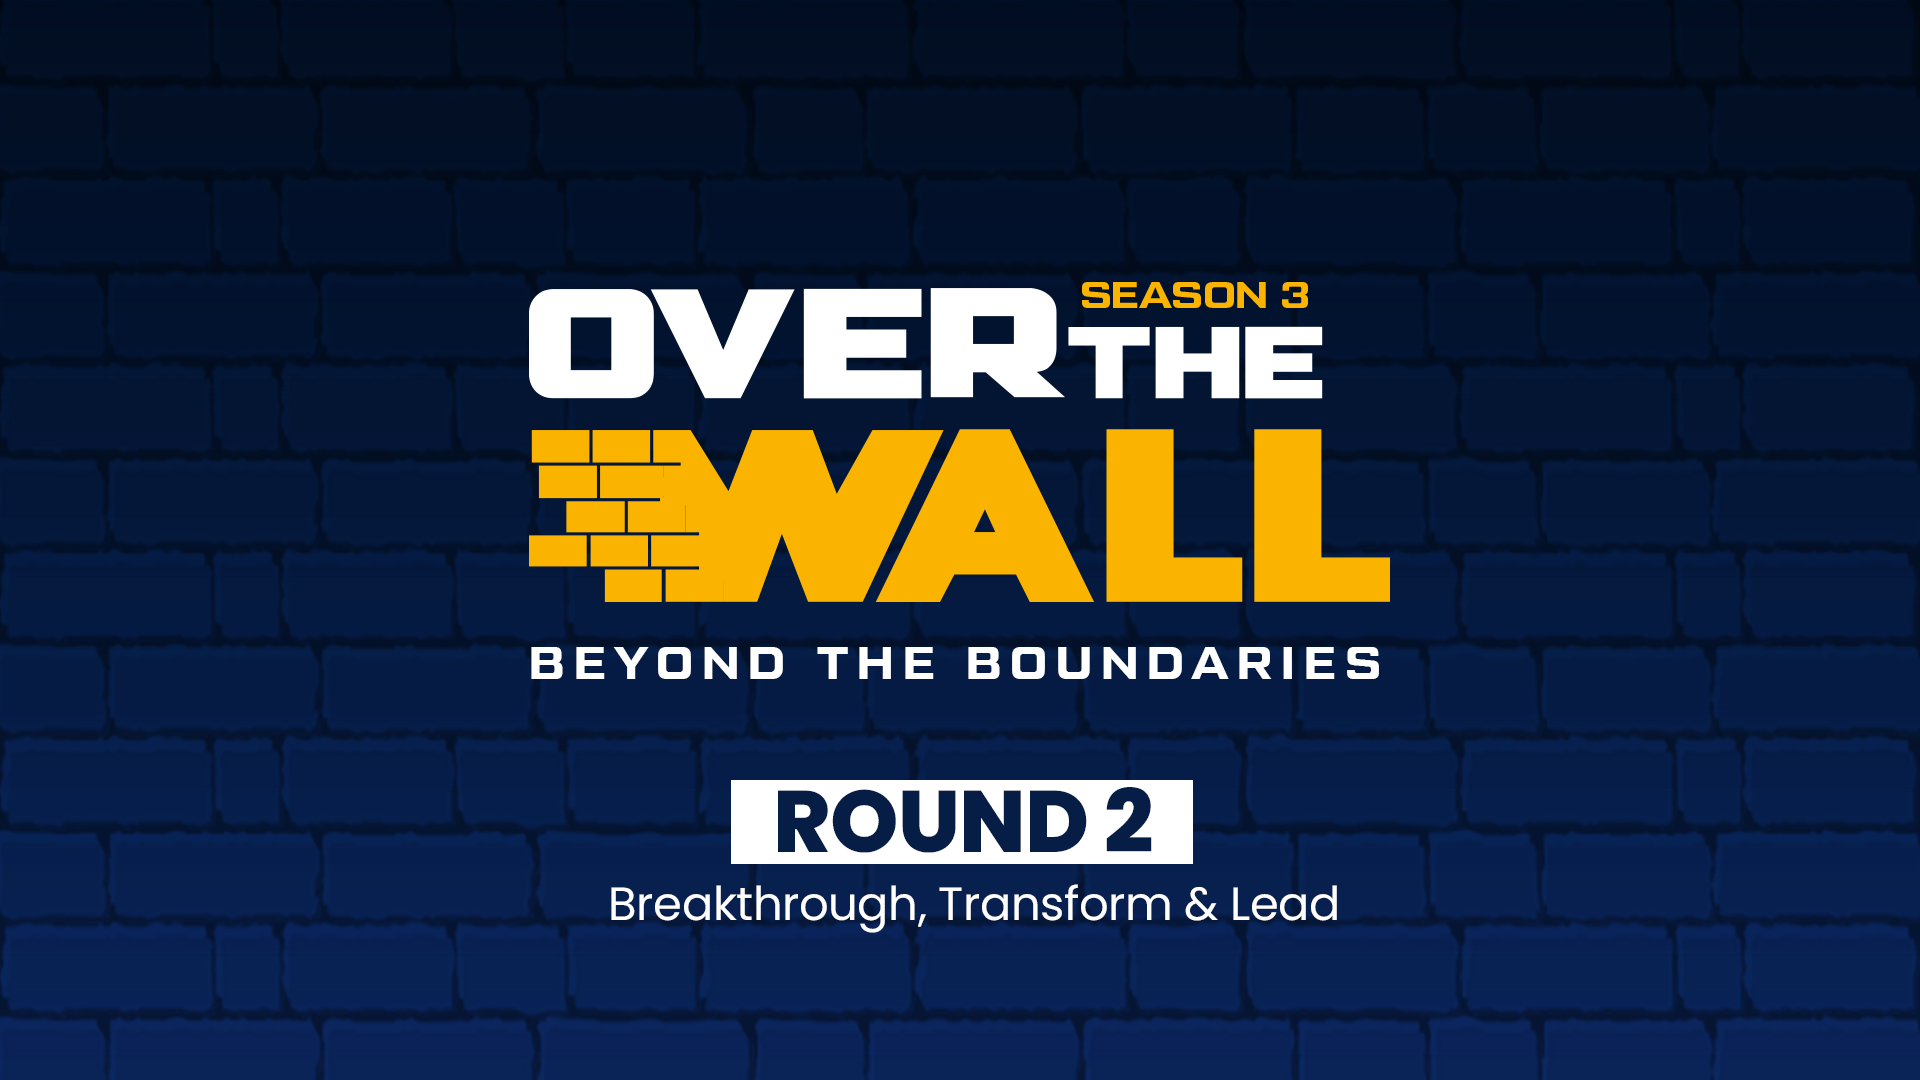 SEASON 3
OVER THE
WALL
BEYOND THE BOUNDARIES
ROUND 2
Breakthrough, Transform & Lead